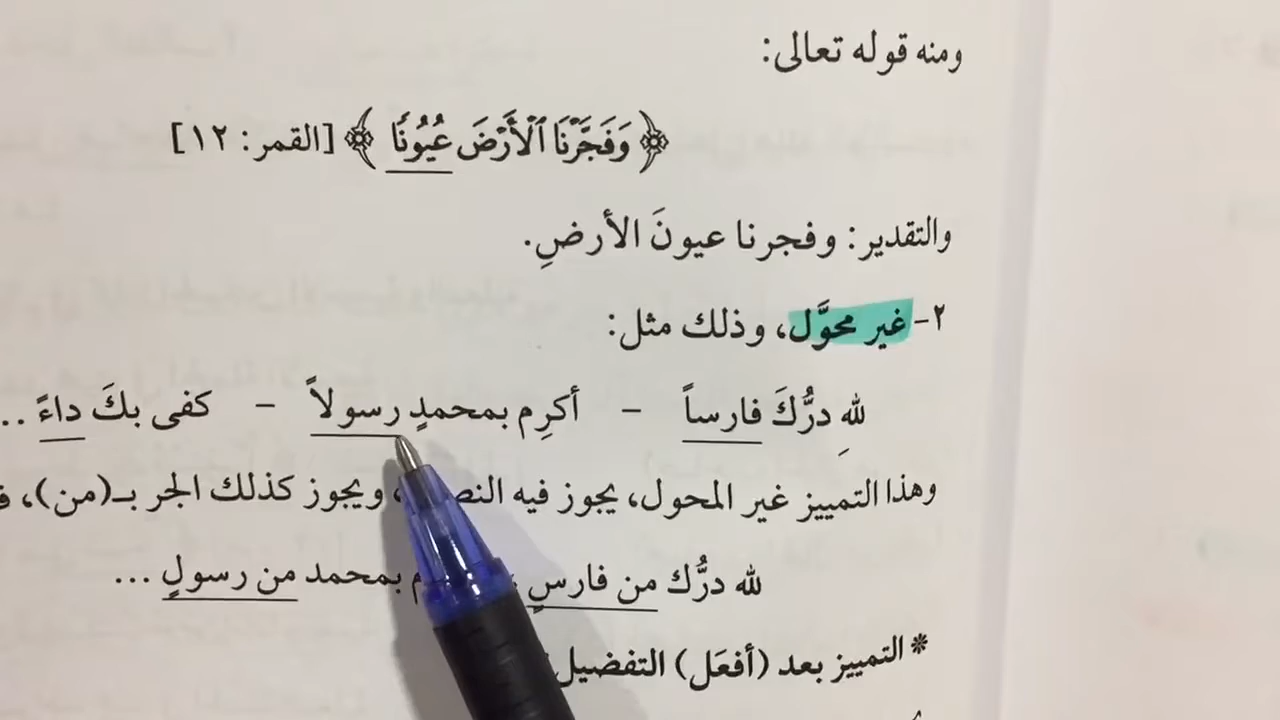 ومنه قوله تعالى:
﴿وَفَجَّرْنَا ٱلْأَرْضَ عُيُونًا﴾ [القمر: ١٢]
والتقدير: وفجرنا عيونَ الأرضِ.
٢- غير محوَّل، وذلك مثل:
للهِ درُّكَ فارساً - أكرِم بمحمدٍ رسولاً - كفى بكَ داءً ..
وهذا التمييز غير المحول، يجوز فيه ويجوز كذلك الجر بـ(من)،
لله درُّك من فارسٍ بمحمد من رسولٍ ...
* التمييز بعد (أفعَل) التفضيل: